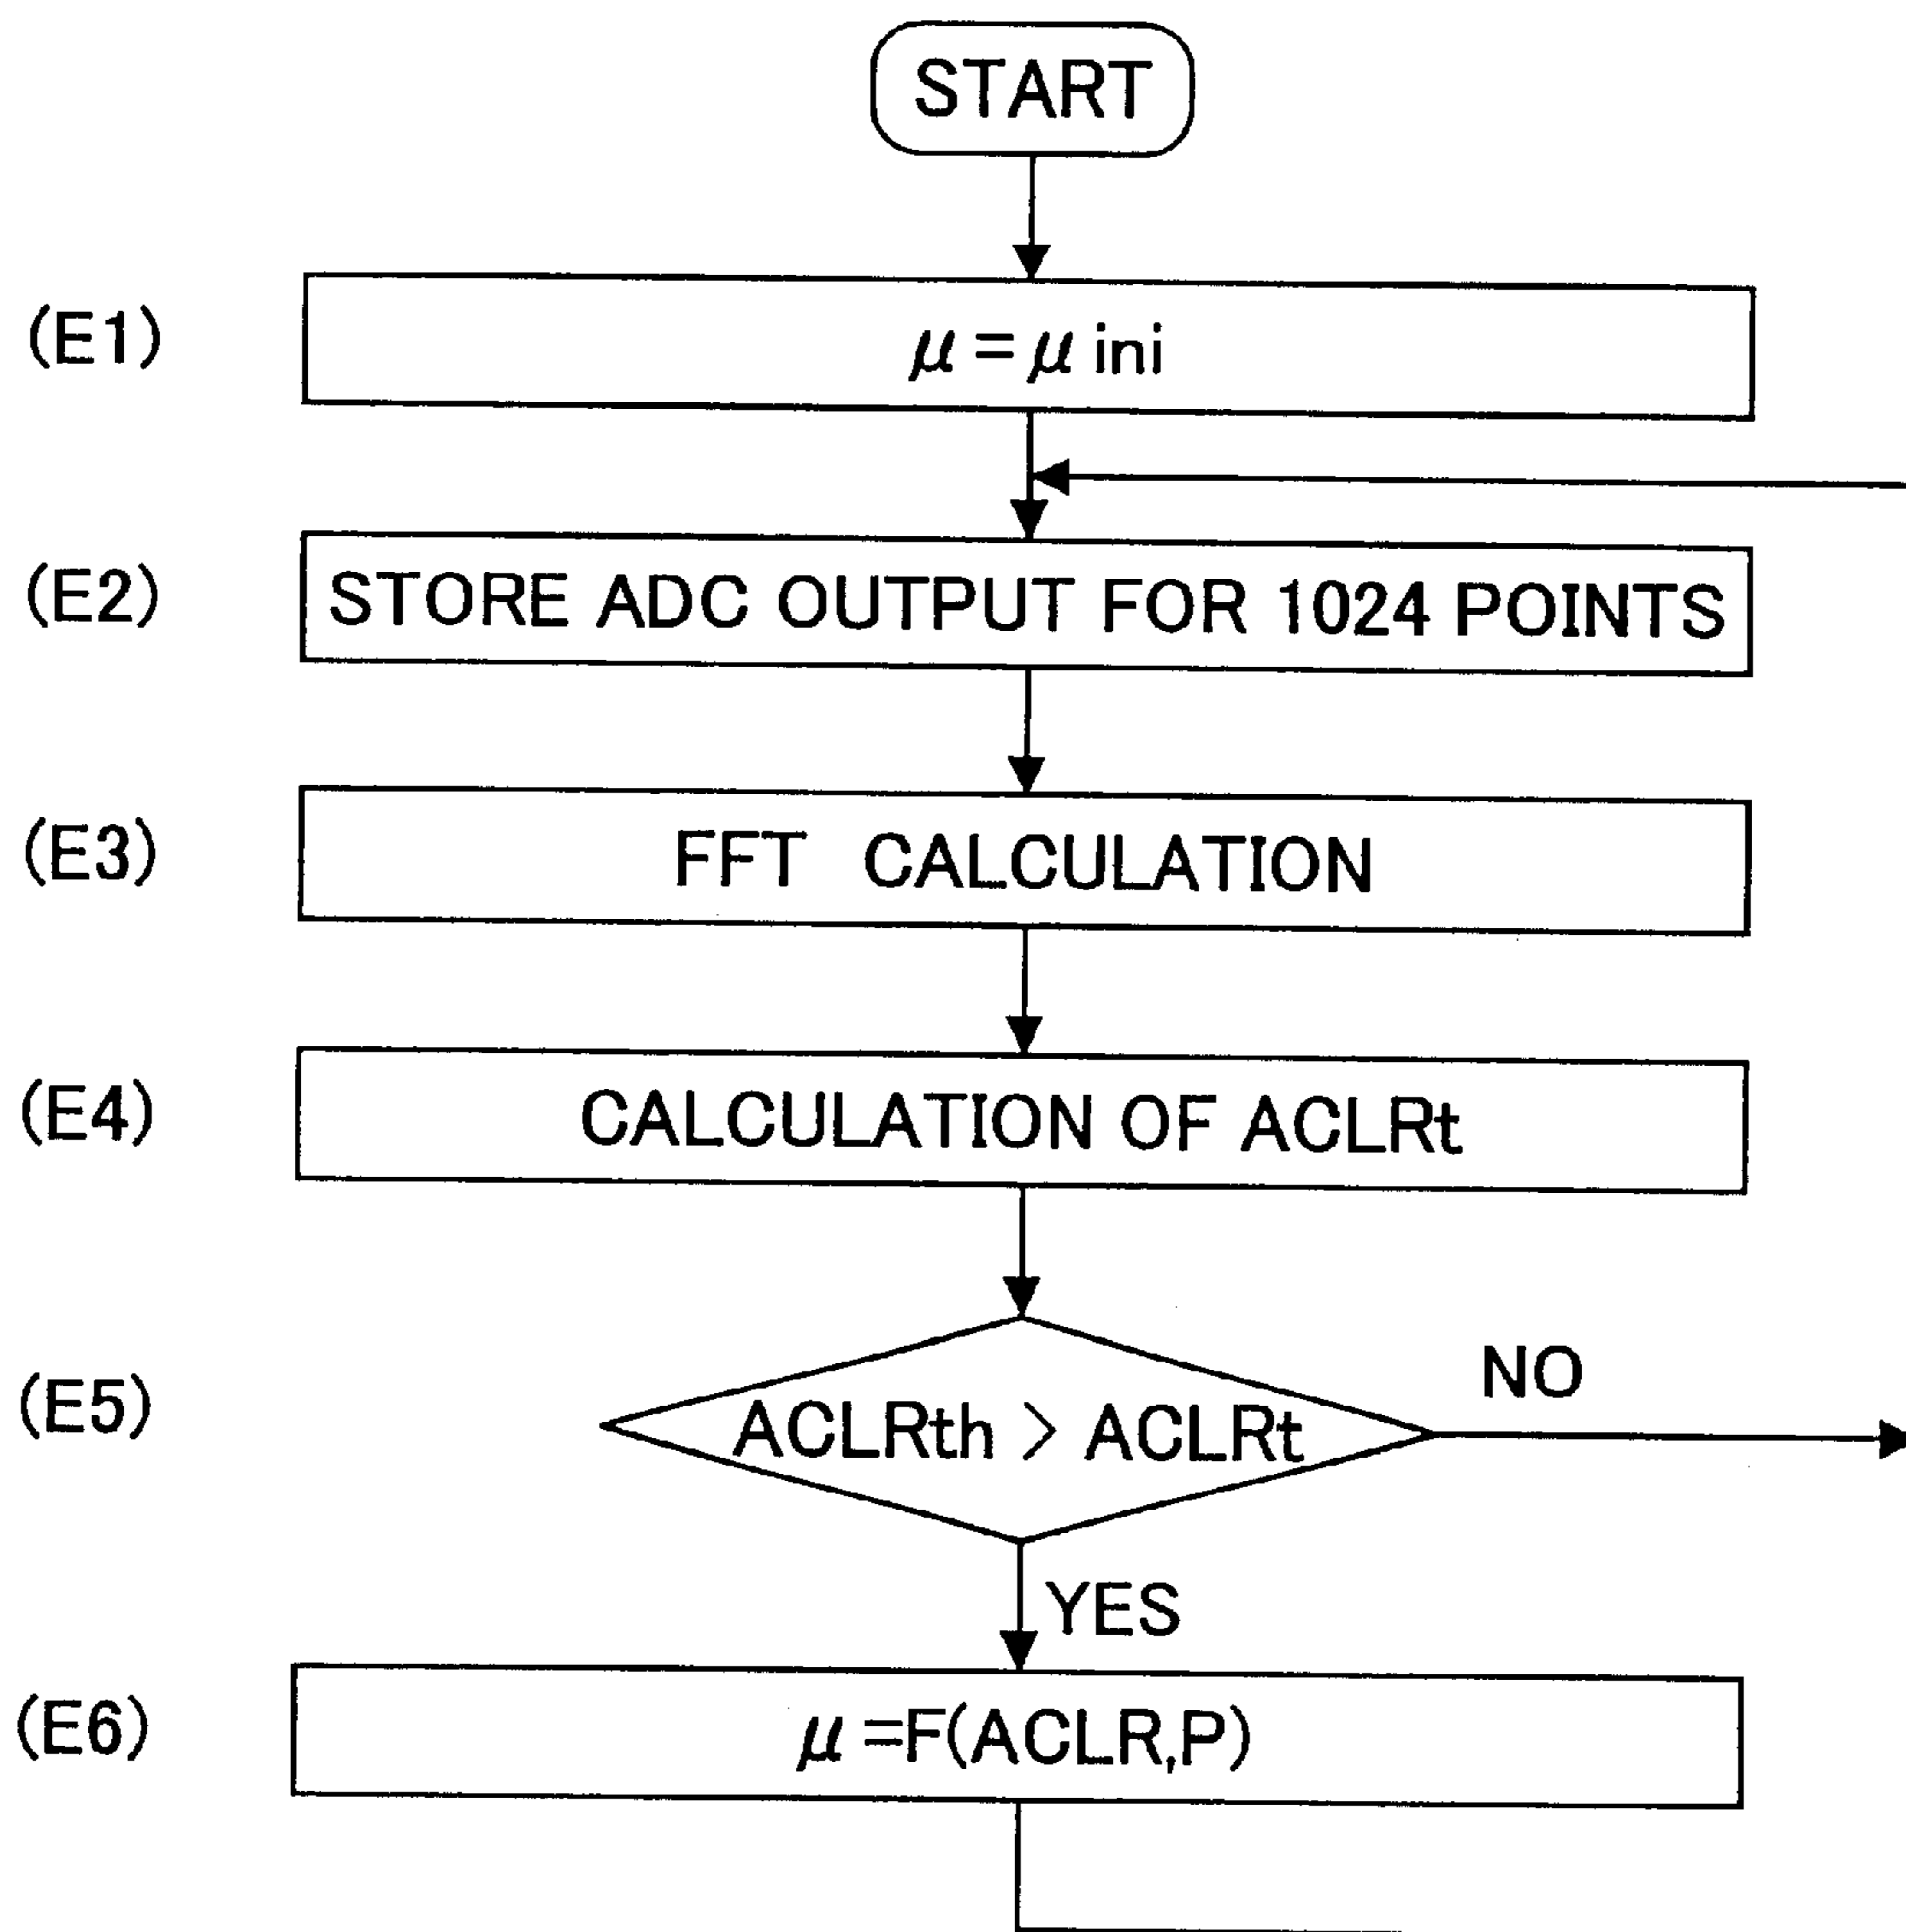 START
(E1)
μ=μ ini
(E2)
STORE ADC OUTPUT FOR 1024 POINTS
(E3)
FFT CALCULATION
(E4)
CALCULATION OF ACLRt
(E5)
ACLRth > ACLRt
NO
YES
(E6)
μ=F(ACLR,P)